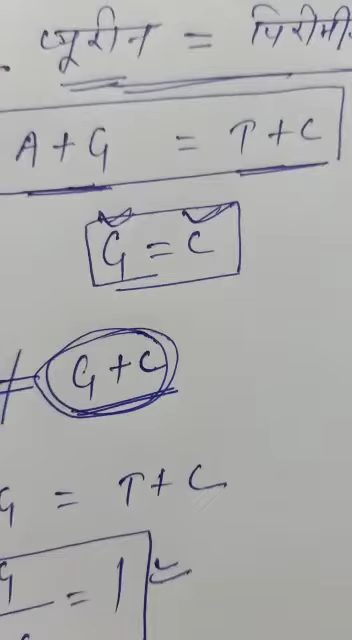 प्यूरीन =
A + G = T + C
G = C
≠ G + C
G = T + C
G
= 1